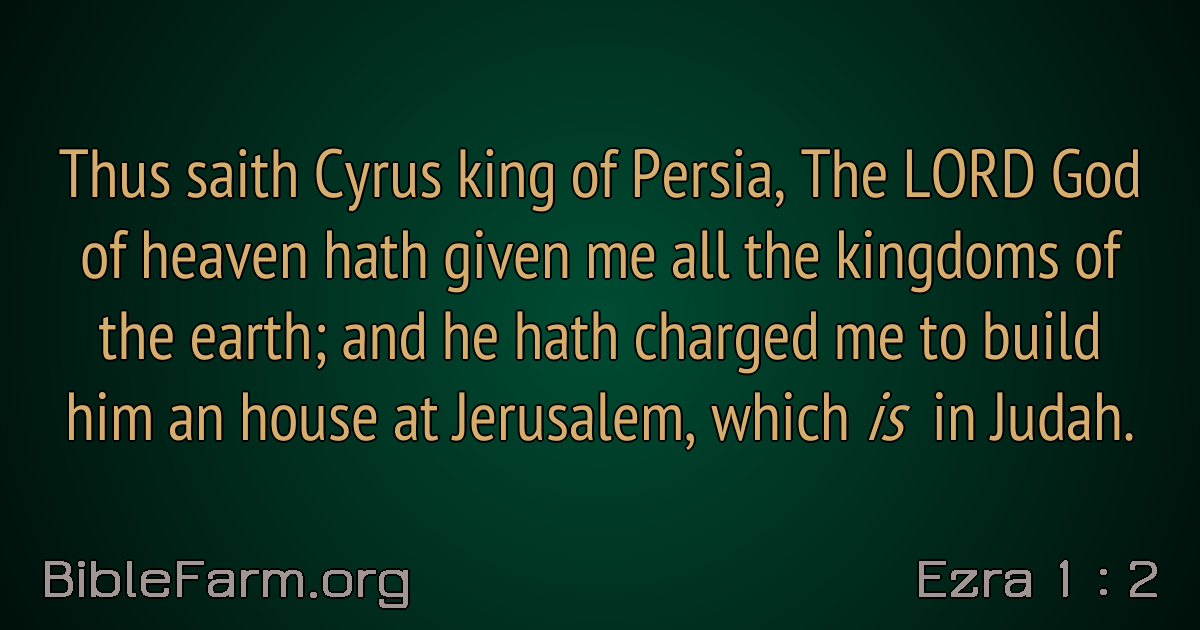 Thus saith Cyrus king of Persia, The LORD God
of heaven hath given me all the kingdoms of
the earth; and he hath charged me to build
him an house at Jerusalem, which is in Judah.
BibleFarm.org
Ezra 1 : 2